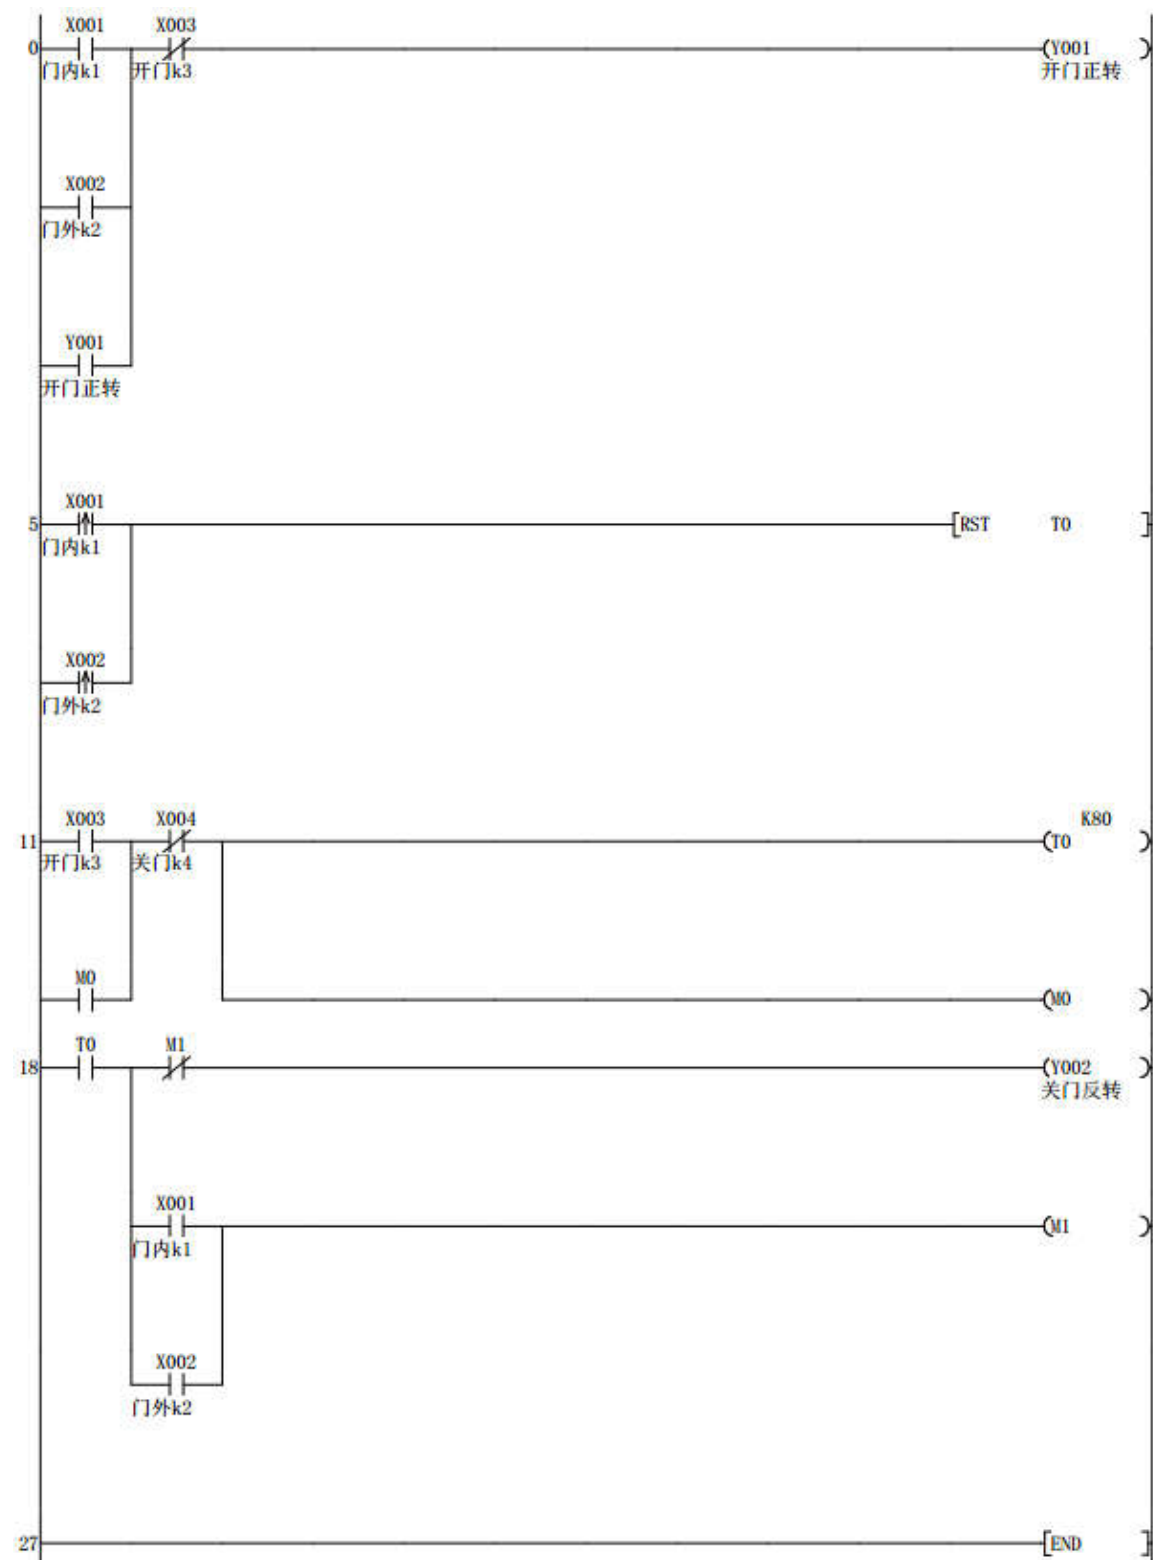 X001 X003
0 (Y001 )
门内k1 开门k3 开门正转
X002
门外k2
Y001
开门正转
X001
5 [RST T0 ]
门内k1
X002
门外k2
X003 X004 K80
11 (T0 )
开门k3 关门k4
M0
(M0 )
T0 M1
18 (Y002 )
关门反转
X001
(M1 )
门内k1
X002
门外k2
27 [END ]